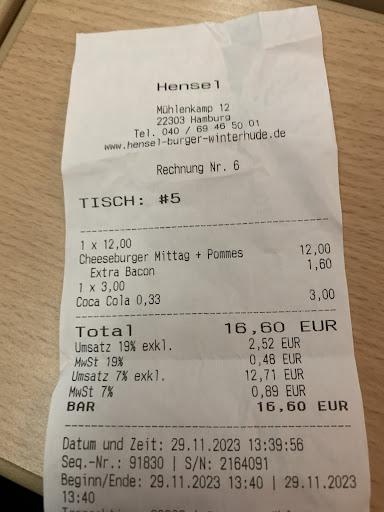 Hensel
Mühlenkamp 12
22303 Hamburg
Tel. 040 / 69 46 50 01
www.hensel-burger-winterhude.de
Rechnung Nr. 6
TISCH: #5
1 x 12,00
Cheeseburger Mittag + Pommes 12,00
Extra Bacon 1,60
1 x 3,00
Coca Cola 0,33 3,00
Total 16,60 EUR
Umsatz 19% exkl. 2,52 EUR
MwSt 19% 0,48 EUR
Umsatz 7% exkl. 12,71 EUR
MwSt 7% 0,89 EUR
BAR 16,60 EUR
Datum und Zeit: 29.11.2023 13:39:56
Seq.-Nr.: 91830 | S/N: 2164091
Beginn/Ende: 29.11.2023 13:40 | 29.11.2023
13:40